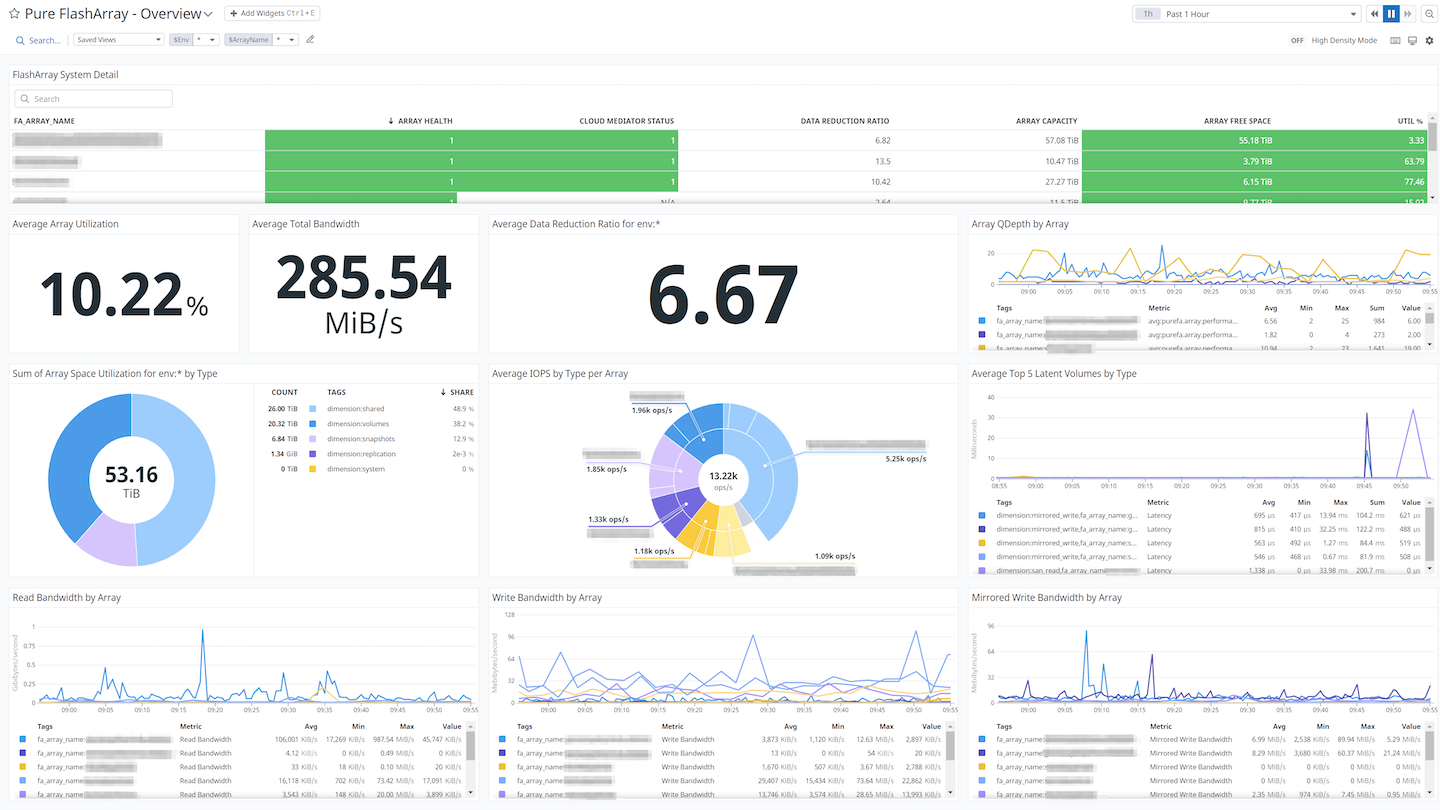 Pure FlashArray - Overview
+ Add Widgets Ctrl+E
1h Past 1 Hour
Search...
Saved Views
$Env *
$ArrayName *
OFF High Density Mode
FlashArray System Detail
Search
FA_ARRAY_NAME ↓ ARRAY HEALTH CLOUD MEDIATOR STATUS DATA REDUCTION RATIO ARRAY CAPACITY ARRAY FREE SPACE UTIL %
1 1 6.82 57.08 TiB 55.18 TiB 3.33
1 1 13.5 10.47 TiB 3.79 TiB 63.79
1 1 10.42 27.27 TiB 6.15 TiB 77.46
1 N/A 2.64 11.5 TiB 9.77 TiB 15.02
Average Array Utilization
10.22%
Average Total Bandwidth
285.54
MiB/s
Average Data Reduction Ratio for env:*
6.67
Array QDepth by Array
20
0
09:00 09:05 09:10 09:15 09:20 09:25 09:30 09:35 09:40 09:45 09:50 09:55
Tags Metric Avg Min Max Sum Value
fa_array_name: avg:purefa.array.performa... 6.56 2 25 984 6.00
fa_array_name: avg:purefa.array.performa... 1.82 0 4 273 2.00
fa_array_name: avg:purefa.array.performa... 10.94 2 23 1,641 19.00
Sum of Array Space Utilization for env:* by Type
53.16
TiB
COUNT TAGS ↓ SHARE
26.00 TiB dimension:shared 48.9 %
20.32 TiB dimension:volumes 38.2 %
6.84 TiB dimension:snapshots 12.9 %
1.34 GiB dimension:replication 2e-3 %
0 TiB dimension:system 0 %
Average IOPS by Type per Array
1.96k ops/s
5.25k ops/s
1.85k ops/s
13.22k
ops/s
1.33k ops/s
1.18k ops/s
1.09k ops/s
Average Top 5 Latent Volumes by Type
Milliseconds
40
30
20
10
0
08:55 09:00 09:05 09:10 09:15 09:20 09:25 09:30 09:35 09:40 09:45 09:50
Tags Metric Avg Min Max Sum Value
dimension:mirrored_write,fa_array_name:g... Latency 695 µs 417 µs 13.94 ms 104.2 ms 621 µs
dimension:mirrored_write,fa_array_name:g... Latency 815 µs 410 µs 32.25 ms 122.2 ms 488 µs
dimension:mirrored_write,fa_array_name:s... Latency 563 µs 492 µs 1.27 ms 84.4 ms 519 µs
dimension:mirrored_write,fa_array_name:s... Latency 546 µs 468 µs 0.67 ms 81.9 ms 508 µs
dimension:san_read,fa_array_name Latency 1,338 µs 0 µs 33.98 ms 200.7 ms 0 µs
Read Bandwidth by Array
Gibibytes/second
1
0.75
0.5
0.25
0
09:00 09:05 09:10 09:15 09:20 09:25 09:30 09:35 09:40 09:45 09:50 09:55
Tags Metric Avg Min Max Value
fa_array_name: Read Bandwidth 106,001 KiB/s 17,269 KiB/s 987.54 MiB/s 45,747 KiB/s
fa_array_name: Read Bandwidth 4.12 KiB/s 0 KiB/s 0.49 MiB/s 0 KiB/s
fa_array_name: Read Bandwidth 33 KiB/s 18 KiB/s 0.10 MiB/s 20 KiB/s
fa_array_name: Read Bandwidth 16,118 KiB/s 702 KiB/s 73.42 MiB/s 17,091 KiB/s
fa_array_name: Read Bandwidth 3,543 KiB/s 148 KiB/s 20.00 MiB/s 3,899 KiB/s
Write Bandwidth by Array
Mebibytes/second
128
96
64
32
0
09:00 09:05 09:10 09:15 09:20 09:25 09:30 09:35 09:40 09:45 09:50 09:55
Tags Metric Avg Min Max Value
fa_array_name: Write Bandwidth 3,873 KiB/s 1,120 KiB/s 12.63 MiB/s 2,897 KiB/s
fa_array_name: Write Bandwidth 13 KiB/s 0 KiB/s 54 KiB/s 20 KiB/s
fa_array_name: Write Bandwidth 1,670 KiB/s 507 KiB/s 3.67 MiB/s 2,788 KiB/s
fa_array_name: Write Bandwidth 29,407 KiB/s 15,434 KiB/s 73.64 MiB/s 22,862 KiB/s
fa_array_name: Write Bandwidth 13,746 KiB/s 3,574 KiB/s 28.65 MiB/s 13,993 KiB/s
Mirrored Write Bandwidth by Array
Mebibytes/second
96
64
32
0
09:00 09:05 09:10 09:15 09:20 09:25 09:30 09:35 09:40 09:45 09:50 09:55
Tags Metric Avg Min Max Value
fa_array_name: Mirrored Write Bandwidth 6.99 MiB/s 2,538 KiB/s 89.94 MiB/s 5.29 MiB/s
fa_array_name: Mirrored Write Bandwidth 8.29 MiB/s 3,680 KiB/s 60.37 MiB/s 21.24 MiB/s
fa_array_name: Mirrored Write Bandwidth 0 MiB/s 0 KiB/s 0 MiB/s 0 MiB/s
fa_array_name: Mirrored Write Bandwidth 0 MiB/s 0 KiB/s 0 MiB/s 0 MiB/s
fa_array_name: Mirrored Write Bandwidth 2.35 MiB/s 974 KiB/s 7.45 MiB/s 0.95 MiB/s